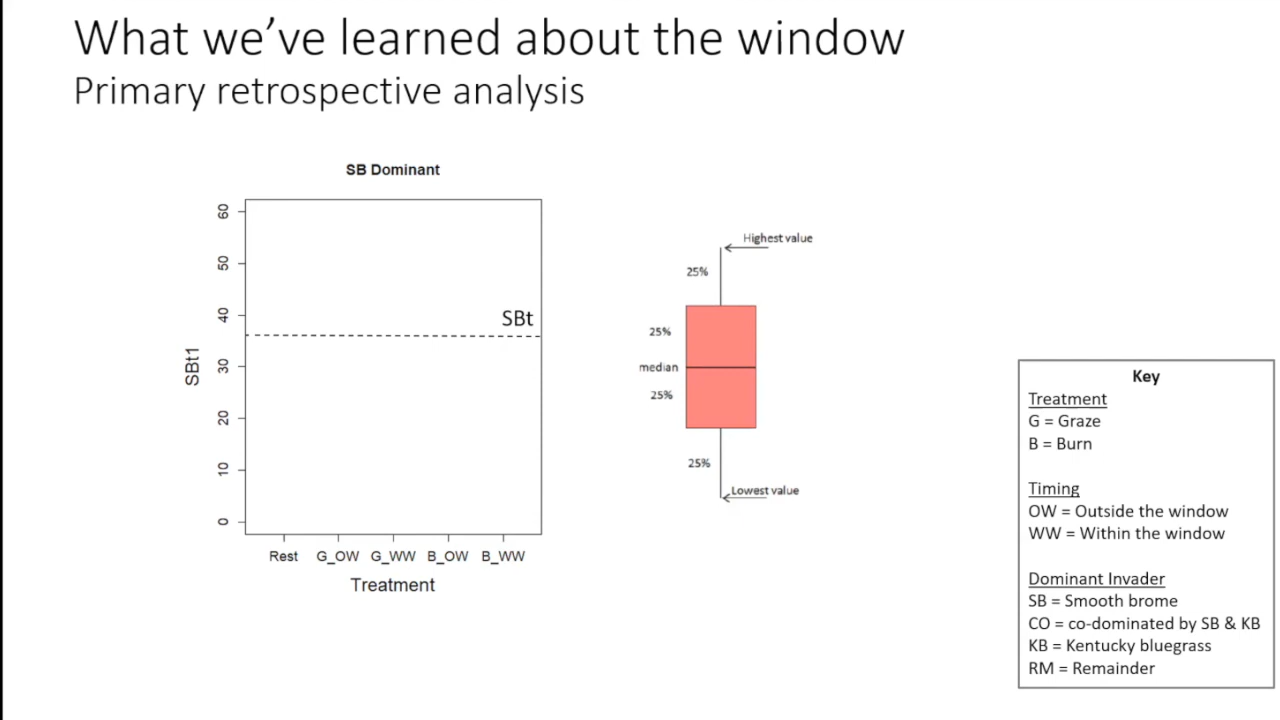 What we've learned about the window
Primary retrospective analysis
SB Dominant
60
50
40
30
20
10
0
SBt1
SBt
Rest G_OW G_WW B_OW B_WW
Treatment
Highest value
25%
25%
median
25%
25%
Lowest value
Key
Treatment
G = Graze
B = Burn
Timing
OW = Outside the window
WW = Within the window
Dominant Invader
SB = Smooth brome
CO = co-dominated by SB & KB
KB = Kentucky bluegrass
RM = Remainder